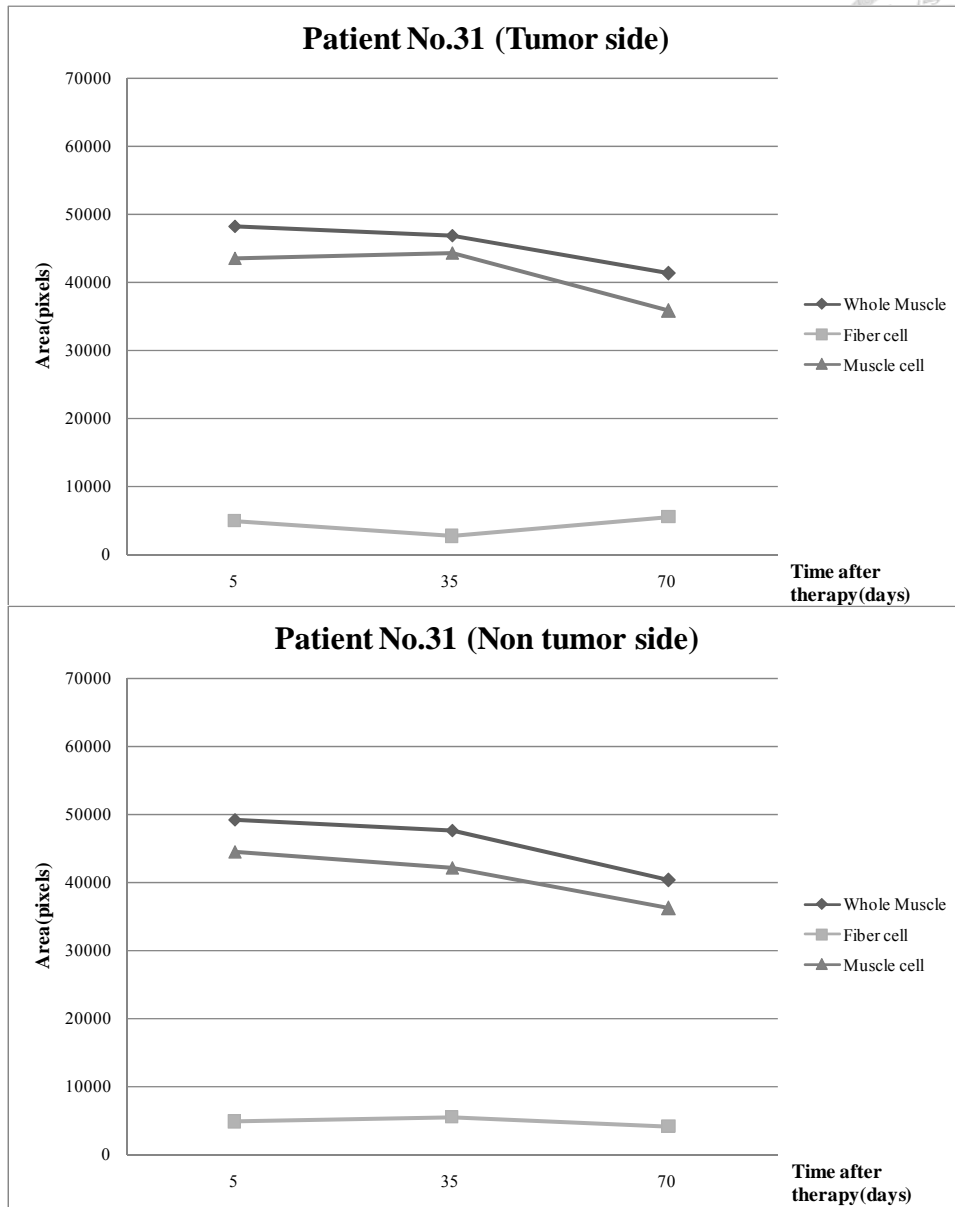 Patient No.31 (Tumor side)
70000
60000
50000
40000
30000
20000
10000
0
Area(pixels)
5
35
70
Time after
therapy(days)
Whole Muscle
Fiber cell
Muscle cell
Patient No.31 (Non tumor side)
70000
60000
50000
40000
30000
20000
10000
0
Area(pixels)
5
35
70
Time after
therapy(days)
Whole Muscle
Fiber cell
Muscle cell